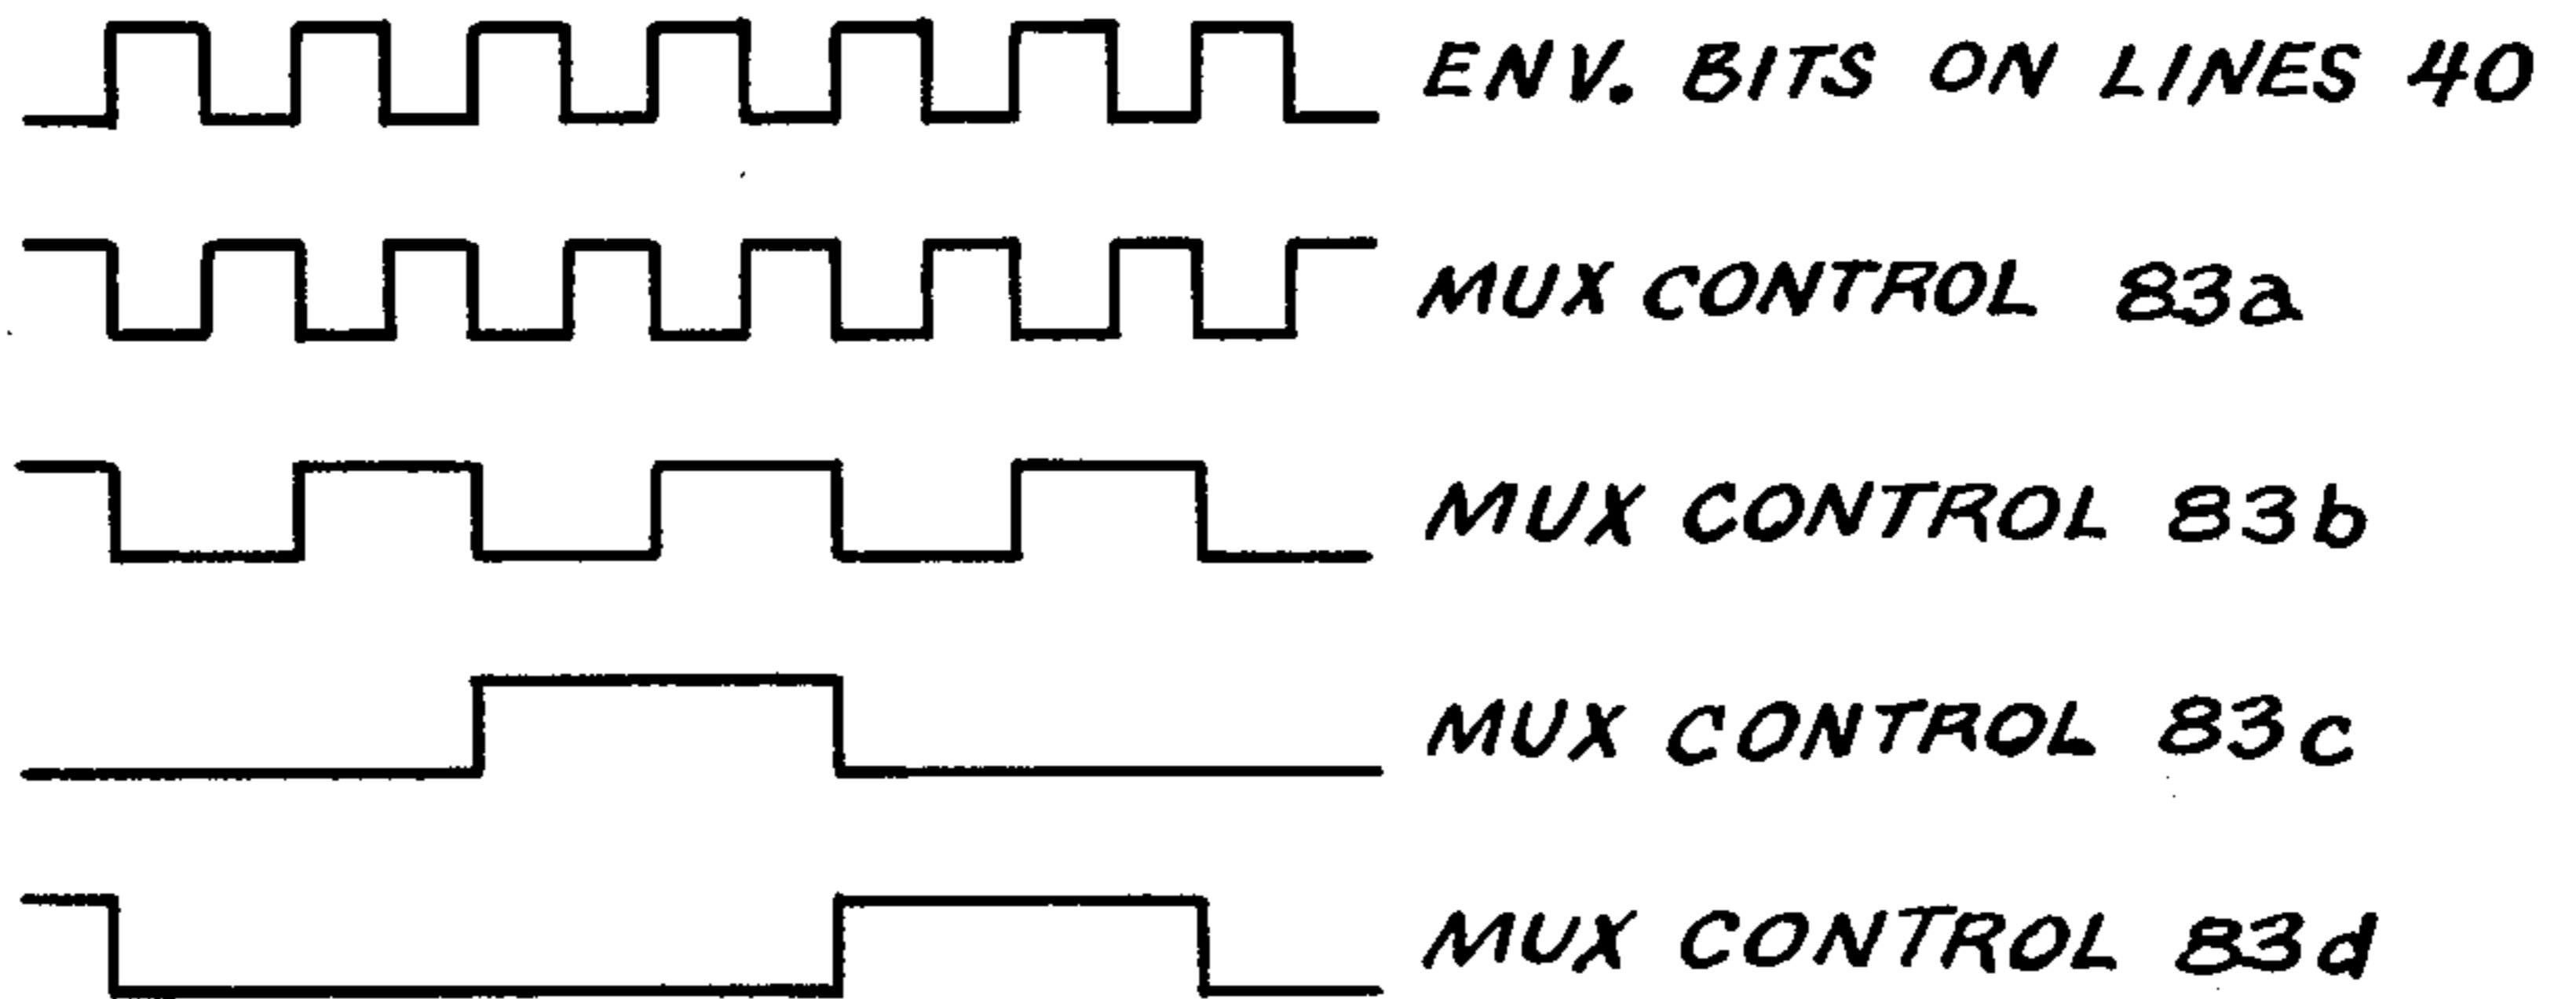 ENV. BITS ON LINES 40
MUX CONTROL 83a
MUX CONTROL 83b
MUX CONTROL 83c
MUX CONTROL 83d